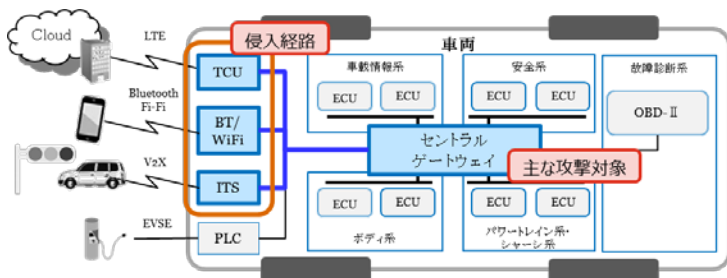 Cloud
LTE
侵入経路
車両
TCU
車載情報系
ECU
ECU
安全系
ECU
ECU
故障診断系
OBD-Ⅱ
Bluetooth
Fi-Fi
BT/
WiFi
セントラル
ゲートウェイ
主な攻撃対象
V2X
ITS
ECU
ECU
ボディ系
ECU
ECU
パワートレイン系・
シャーシ系
EVSE
PLC